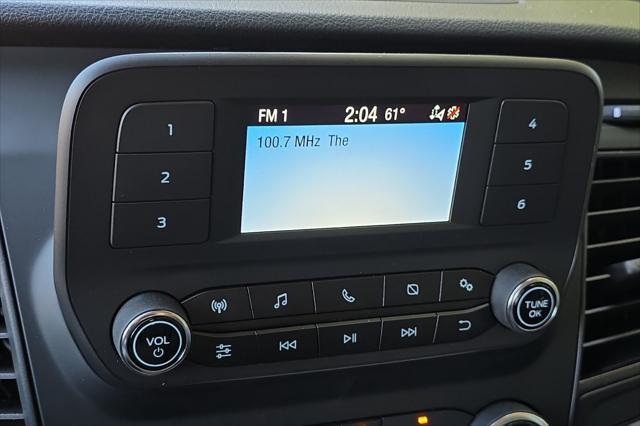 FM 1 2:04 61°
100.7 MHz The
1
2
3
4
5
6
VOL
TUNE
OK